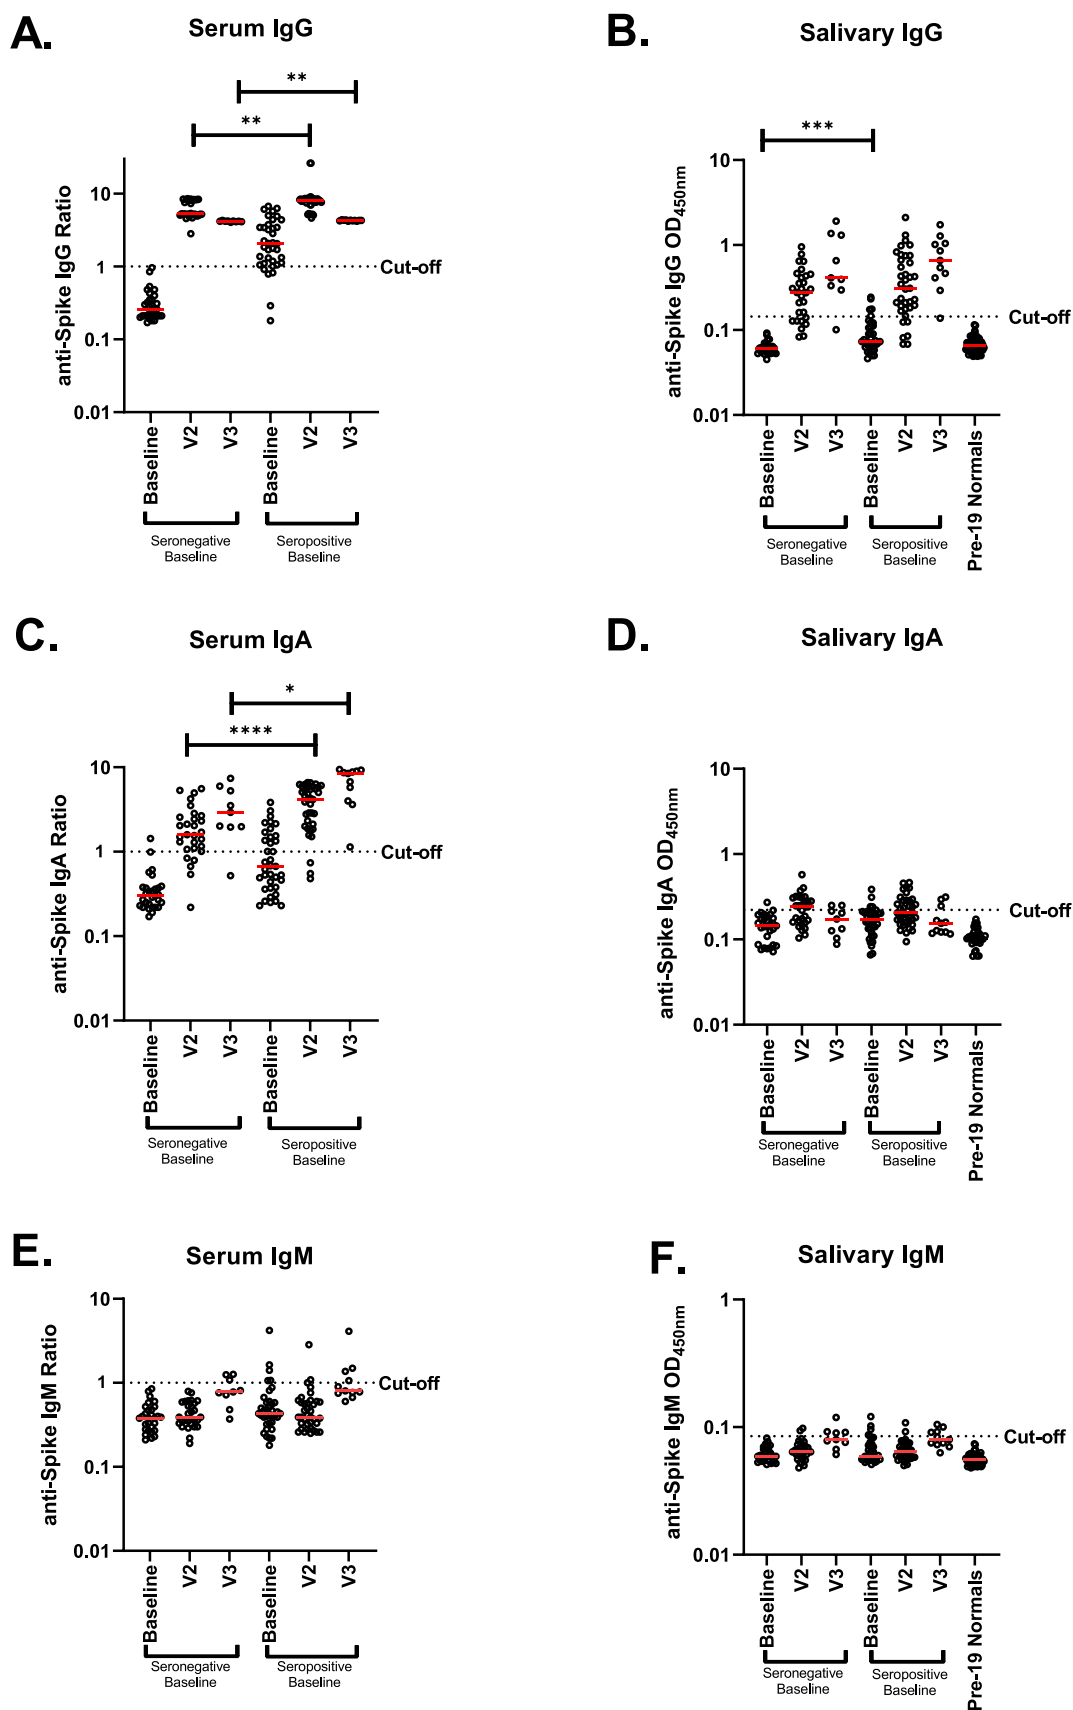 A.
Serum IgG
**
**
anti-Spike IgG Ratio
10
1
0.1
0.01
Cut-off
Baseline
V2
V3
Baseline
V2
V3
Seronegative
Baseline
Seropositive
Baseline
B.
Salivary IgG
***
anti-Spike IgG OD450nm
10
1
0.1
0.01
Cut-off
Baseline
V2
V3
Baseline
V2
V3
Pre-19 Normals
Seronegative
Baseline
Seropositive
Baseline
C.
Serum IgA
*
****
anti-Spike IgA Ratio
10
1
0.1
0.01
Cut-off
Baseline
V2
V3
Baseline
V2
V3
Seronegative
Baseline
Seropositive
Baseline
D.
Salivary IgA
anti-Spike IgA OD450nm
10
1
0.1
0.01
Cut-off
Baseline
V2
V3
Baseline
V2
V3
Pre-19 Normals
Seronegative
Baseline
Seropositive
Baseline
E.
Serum IgM
anti-Spike IgM Ratio
10
1
0.1
0.01
Cut-off
Baseline
V2
V3
Baseline
V2
V3
Seronegative
Baseline
Seropositive
Baseline
F.
Salivary IgM
anti-Spike IgM OD450nm
1
0.1
0.01
Cut-off
Baseline
V2
V3
Baseline
V2
V3
Pre-19 Normals
Seronegative
Baseline
Seropositive
Baseline